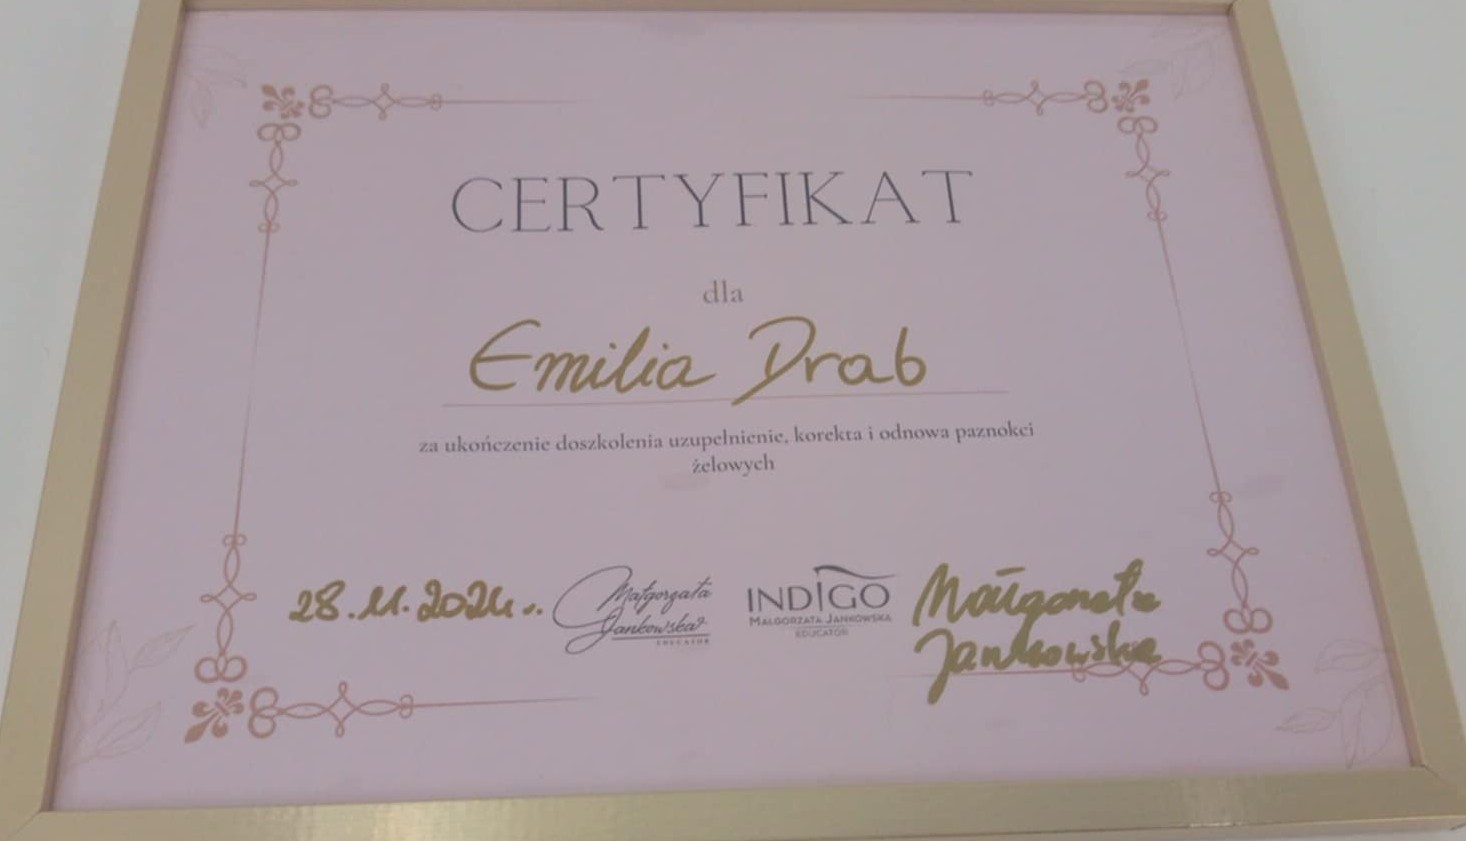 CERTYFIKAT
dla
Emilia Drab
za ukończenie doszkolenia uzupełnienie, korekta i odnowa paznokci
żelowych
28.11.2024r.
Małgorzata
Jankowska
EDUCATOR
INDIGO
MAŁGORZATA JANKOWSKA
EDUCATOR
Małgorzata
Jankowska